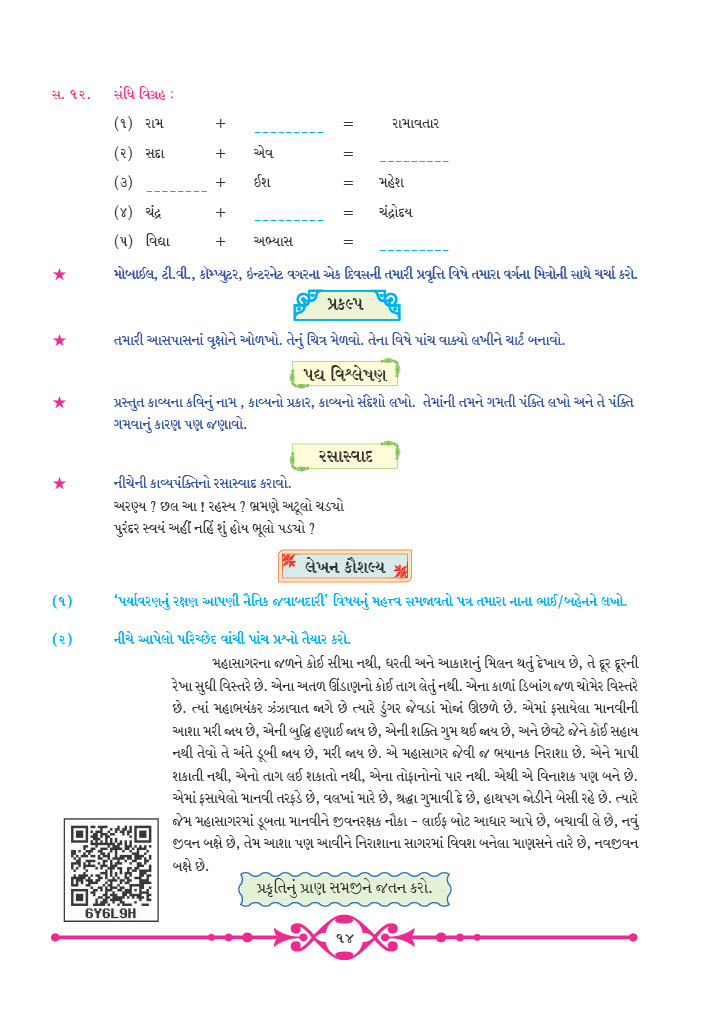 સ. ૧૨. સંધિ વિગ્રહ :
(૧) રામ + _________ = રામાવતાર
(૨) સદા + એવ = _________
(૩) ________ + ઈશ = મહેશ
(૪) ચંદ્ર + _________ = ચંદ્રોદય
(૫) વિદ્યા + અભ્યાસ = _________
★ મોબાઈલ, ટી.વી., કૉમ્પ્યુટર, ઇન્ટરનેટ વગરના એક દિવસની તમારી પ્રવૃત્તિ વિષે તમારા વર્ગના મિત્રોની સાથે ચર્ચા કરો.
પ્રકલ્પ
★ તમારી આસપાસનાં વૃક્ષોને ઓળખો. તેનું ચિત્ર મેળવો. તેના વિષે પાંચ વાક્યો લખીને ચાર્ટ બનાવો.
પદ્ય વિશ્લેષણ
★ પ્રસ્તુત કાવ્યના કવિનું નામ , કાવ્યનો પ્રકાર, કાવ્યનો સંદેશો લખો. તેમાંની તમને ગમતી પંક્તિ લખો અને તે પંક્તિ
ગમવાનું કારણ પણ જણાવો.
રસાસ્વાદ
★ નીચેની કાવ્યપંક્તિનો રસાસ્વાદ કરાવો.
અરણ્ય ? છલ આ ! રહસ્ય ? ભ્રમણે અટૂલો ચડ્યો
પુરંદર સ્વયં અહીં નહિં શું હોય ભૂલો પડ્યો ?
લેખન કૌશલ્ય
(૧) ‘પર્યાવરણનું રક્ષણ આપણી નૈતિક જવાબદારી’ વિષયનું મહત્ત્વ સમજાવતો પત્ર તમારા નાના ભાઈ/બહેનને લખો.
(૨) નીચે આપેલો પરિચ્છેદ વાંચી પાંચ પ્રશ્નો તૈયાર કરો.
મહાસાગરના જળને કોઈ સીમા નથી, ધરતી અને આકાશનું મિલન થતું દેખાય છે, તે દૂર દૂરની
રેખા સુધી વિસ્તરે છે. એના અતળ ઊંડાણનો કોઈ તાગ લેતું નથી. એના કાળાં ડિબાંગ જળ ચોમેર વિસ્તરે
છે. ત્યાં મહાભયંકર ઝંઝાવાત જાગે છે ત્યારે ડુંગર જેવડાં મોજાં ઊછળે છે. એમાં ફસાયેલા માનવીની
આશા મરી જાય છે, એની બુદ્ધિ હણાઈ જાય છે, એની શક્તિ ગુમ થઈ જાય છે, અને છેવટે જેને કોઈ સહાય
નથી તેવો તે અંતે ડૂબી જાય છે, મરી જાય છે. એ મહાસાગર જેવી જ ભયાનક નિરાશા છે. એને માપી
શકાતી નથી, એનો તાગ લઈ શકાતો નથી, એના તોફાનોનો પાર નથી. એથી એ વિનાશક પણ બને છે.
એમાં ફસાયેલો માનવી તરફડે છે, વલખાં મારે છે, શ્રદ્ધા ગુમાવી દે છે, હાથપગ જોડીને બેસી રહે છે. ત્યારે
જેમ મહાસાગરમાં ડૂબતા માનવીને જીવનરક્ષક નૌકા - લાઈફ બોટ આધાર આપે છે, બચાવી લે છે, નવું
જીવન બક્ષે છે, તેમ આશા પણ આવીને નિરાશાના સાગરમાં વિવશ બનેલા માણસને તારે છે, નવજીવન
બક્ષે છે.
6Y6L9H
પ્રકૃતિનું પ્રાણ સમજીને જતન કરો.
૧૪